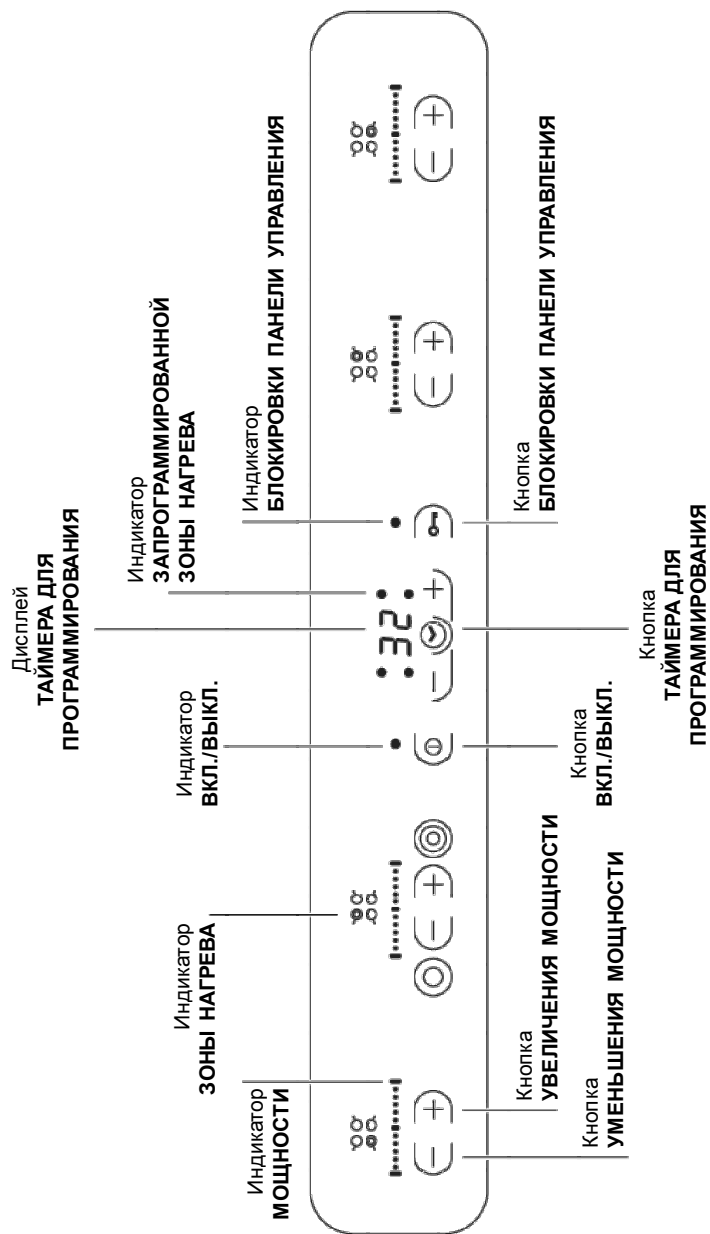 Дисплей
ТАЙМЕРА ДЛЯ
ПРОГРАММИРОВАНИЯ
Индикатор
ЗАПРОГРАММИРОВАННОЙ
ЗОНЫ НАГРЕВА
Индикатор
ВКЛ./ВЫКЛ.
Индикатор
БЛОКИРОВКИ ПАНЕЛИ УПРАВЛЕНИЯ
Индикатор
ЗОНЫ НАГРЕВА
Индикатор
МОЩНОСТИ
32
Кнопка
УВЕЛИЧЕНИЯ МОЩНОСТИ
Кнопка
УМЕНЬШЕНИЯ МОЩНОСТИ
Кнопка
ВКЛ./ВЫКЛ.
Кнопка
БЛОКИРОВКИ ПАНЕЛИ УПРАВЛЕНИЯ
Кнопка
ТАЙМЕРА ДЛЯ
ПРОГРАММИРОВАНИЯ